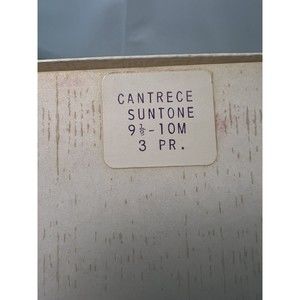 CANTRECE
SUNTONE
9½-10M
3 PR.